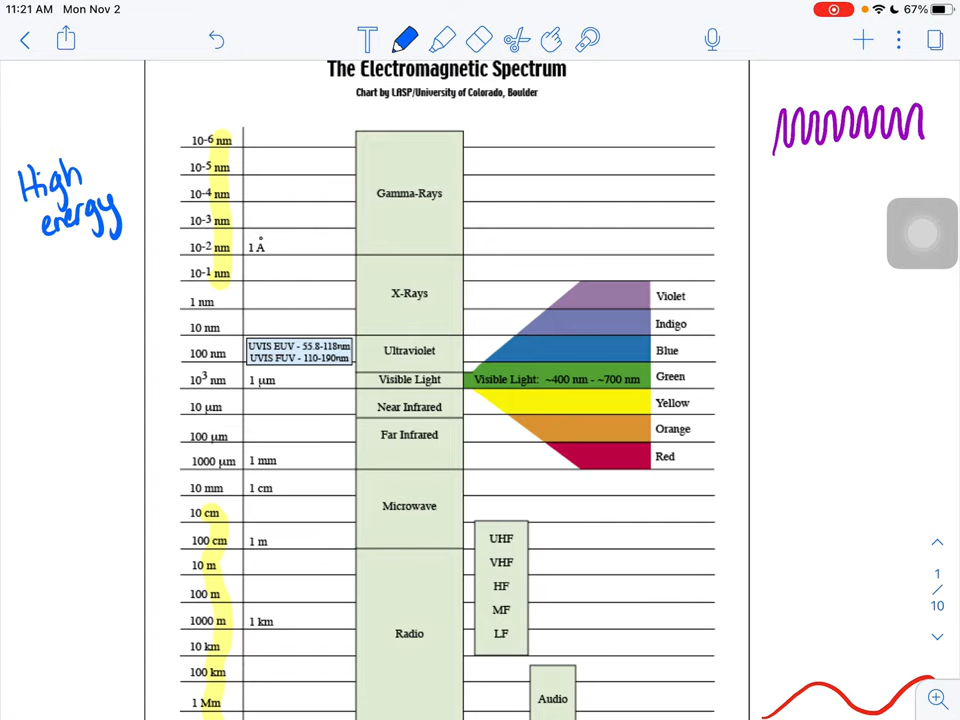 11:21 AM Mon Nov 2
67%
T
The Electromagnetic Spectrum
Chart by LASP/University of Colorado, Boulder
High
energy
10-6 nm
10-5 nm
10-4 nm
Gamma-Rays
10-3 nm
10-2 nm 1 Å
10-1 nm
X-Rays
1 nm
Violet
10 nm
Indigo
UVIS EUV - 55.8-118nm
UVIS FUV - 110-190nm
100 nm
Ultraviolet
Blue
10³ nm 1 μm
Visible Light
Visible Light: ~400 nm - ~700 nm
Green
10 μm
Near Infrared
Yellow
100 μm
Far Infrared
Orange
1000 μm 1 mm
Red
10 mm 1 cm
Microwave
10 cm
100 cm 1 m
UHF
10 m
VHF
100 m
HF
1000 m 1 km
MF
Radio
LF
10 km
100 km
1 Mm
Audio
1
/
10